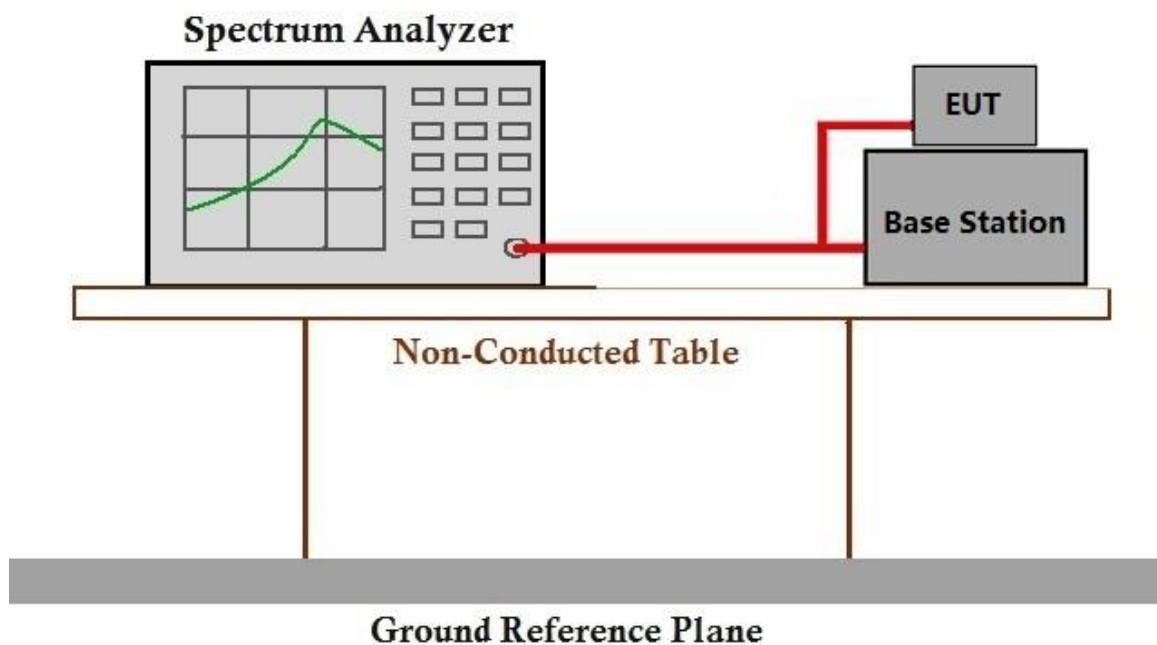 Spectrum Analyzer
EUT
Base Station
Non-Conducted Table
Ground Reference Plane